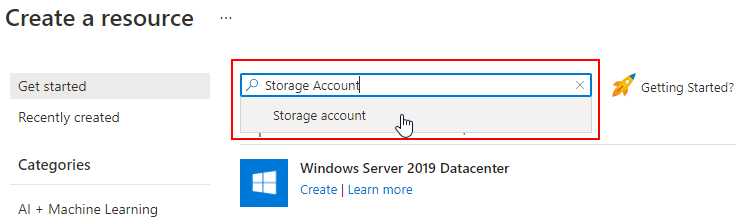 Create a resource ...
Get started
Recently created
Categories
AI + Machine Learning
Storage Account
Storage account
Getting Started?
Windows Server 2019 Datacenter
Create | Learn more